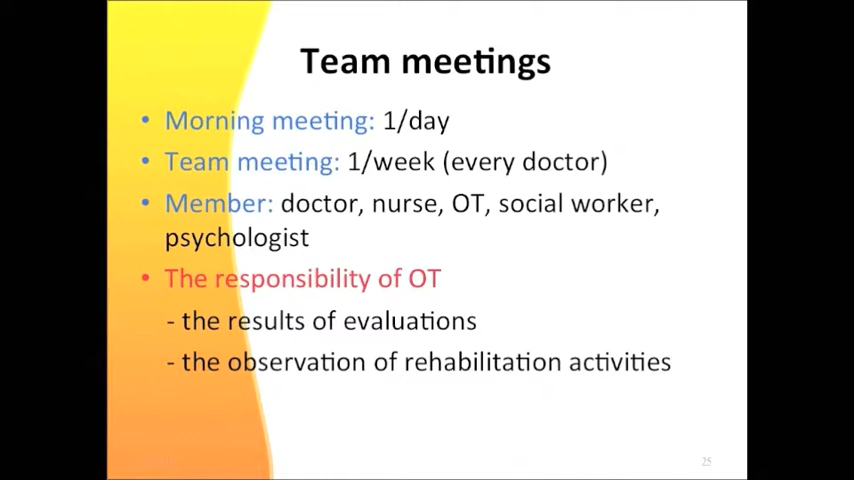 Team meetings
• Morning meeting: 1/day
• Team meeting: 1/week (every doctor)
• Member: doctor, nurse, OT, social worker,
psychologist
• The responsibility of OT
- the results of evaluations
- the observation of rehabilitation activities
25